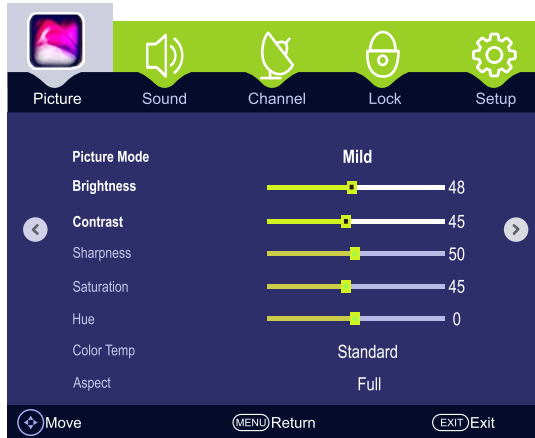 Picture Sound Channel Lock Setup
Picture Mode Mild
Brightness 48
Contrast 45
Sharpness 50
Saturation 45
Hue 0
Color Temp Standard
Aspect Full
Move MENU Return EXIT Exit